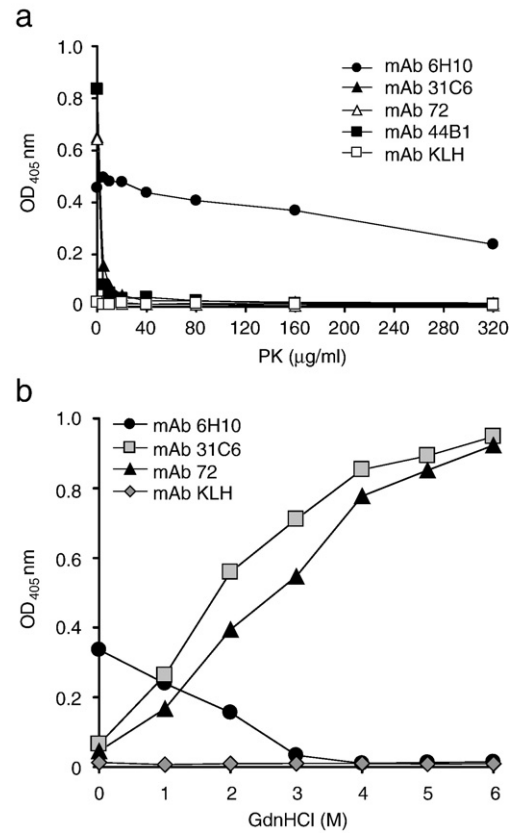 a
1.0
0.8
0.6
0.4
0.2
0
OD405 nm
mAb 6H10
mAb 31C6
mAb 72
mAb 44B1
mAb KLH
0 40 80 120 160 200 240 280 320
PK (μg/ml)
b
1.0
0.8
0.6
0.4
0.2
0
OD405 nm
mAb 6H10
mAb 31C6
mAb 72
mAb KLH
0 1 2 3 4 5 6
GdnHCl (M)